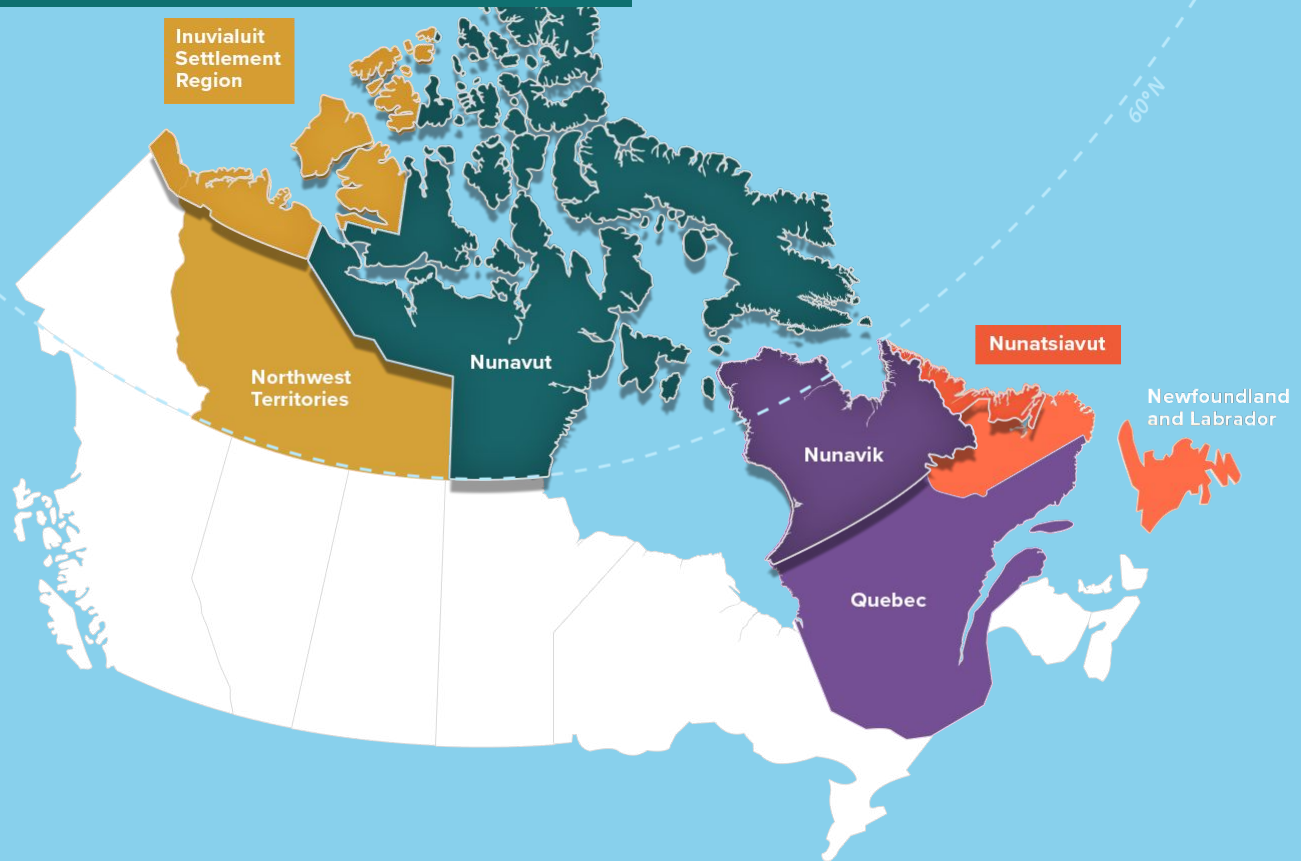 Inuvialuit
Settlement
Region
60°N
Nunatsiavut
Nunavut
Northwest
Territories
Newfoundland
and Labrador
Nunavik
Quebec